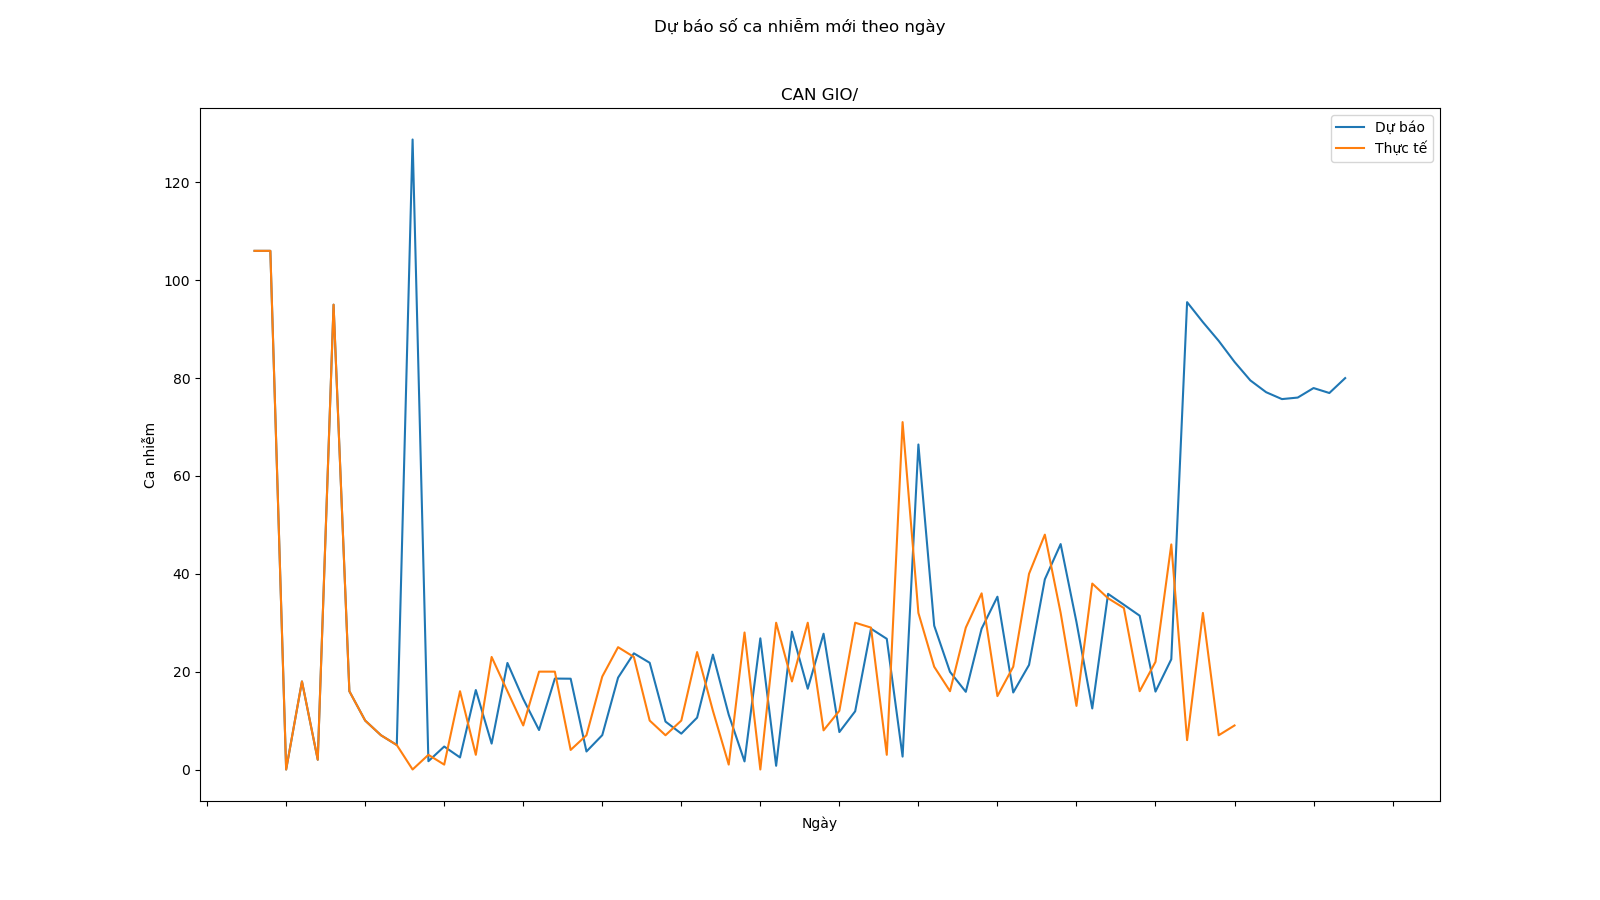 Dự báo số ca nhiễm mới theo ngày
CAN GIO/
Dự báo
Thực tế
120
100
80
60
40
20
0
Ca nhiễm
Ngày